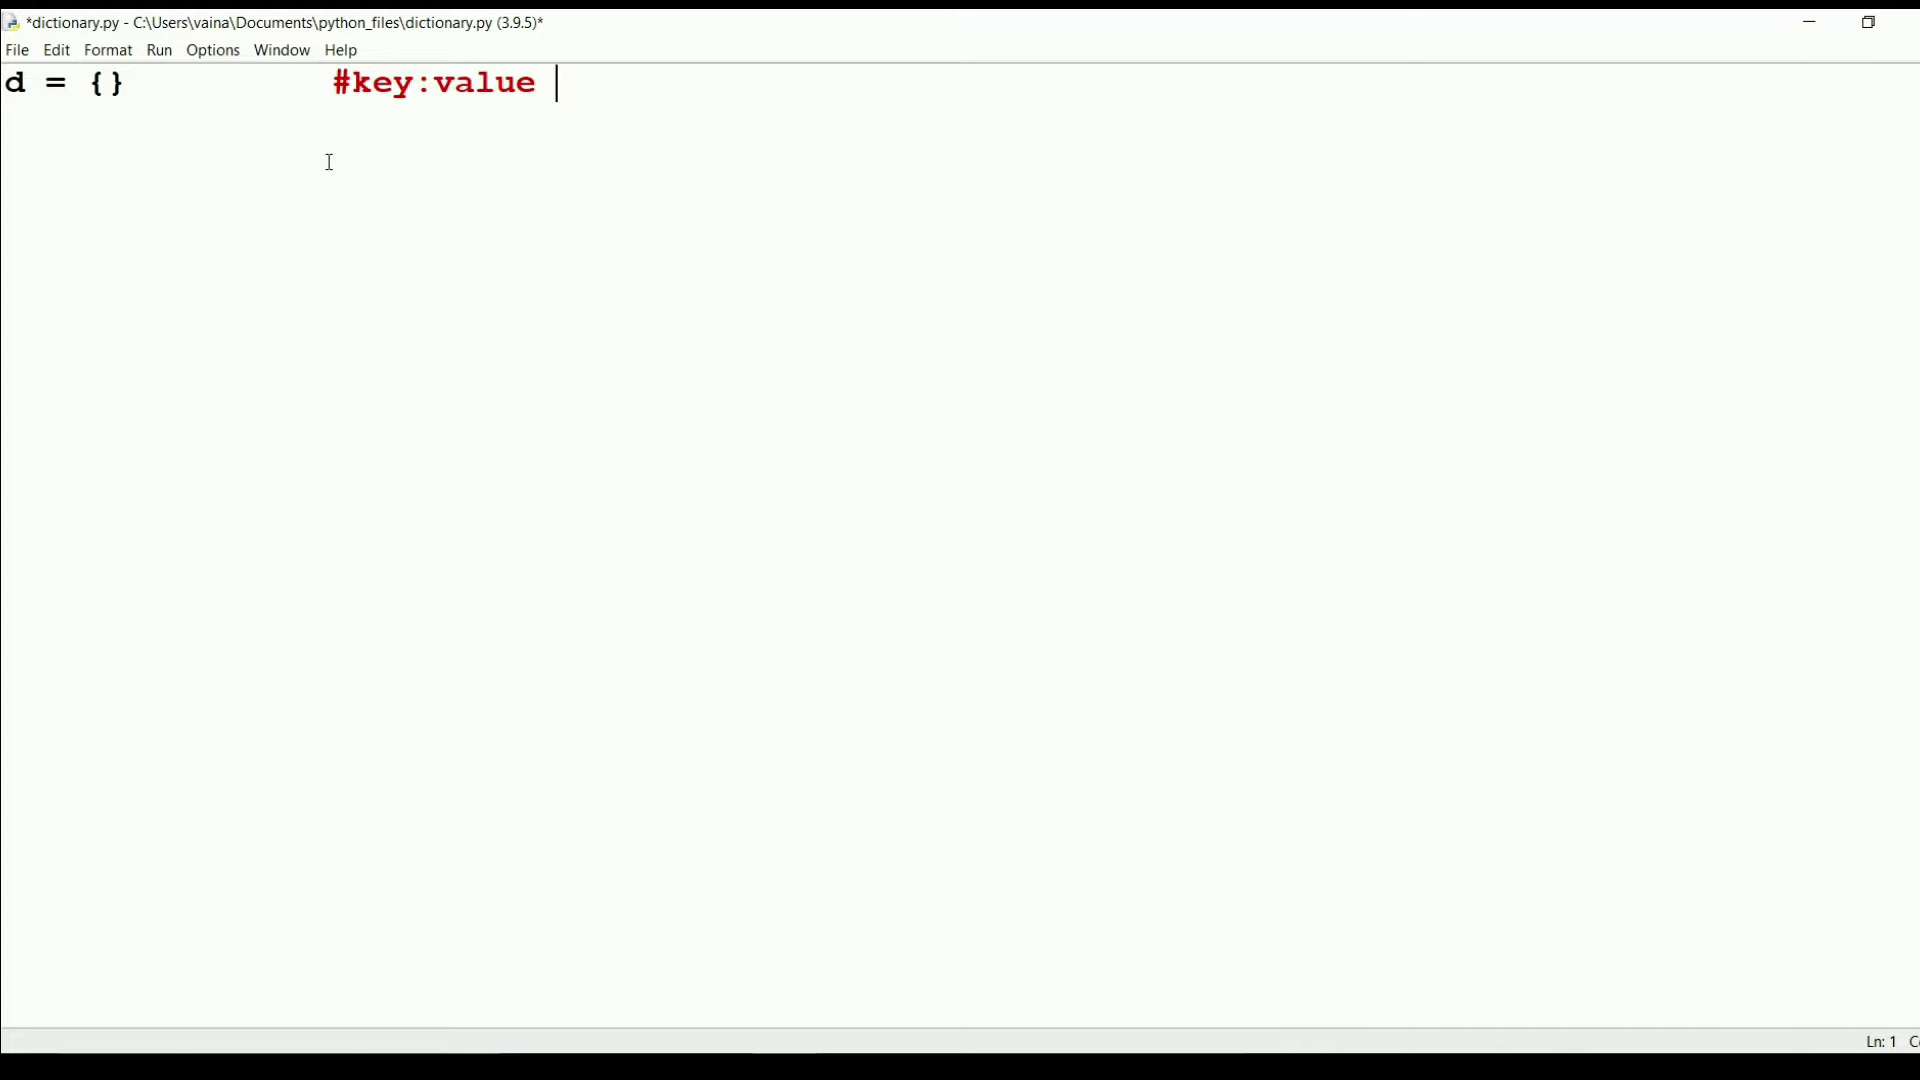 *dictionary.py - C:\Users\vaina\Documents\python_files\dictionary.py (3.9.5)*
File Edit Format Run Options Window Help
d = {} #key:value
Ln: 1